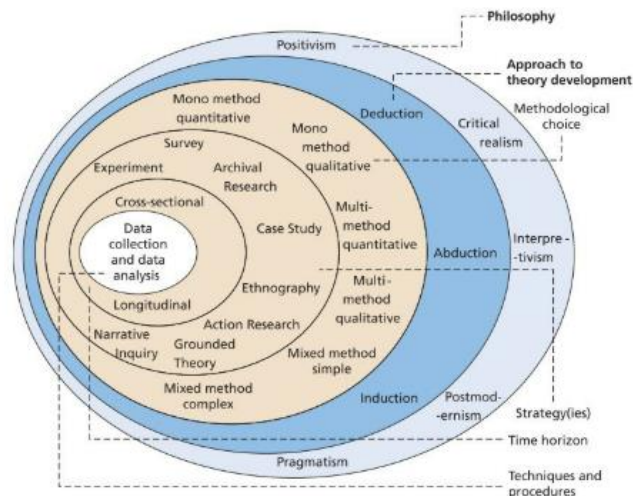 Philosophy
Positivism
Approach to
theory development
Mono method
quantitative
Deduction
Methodological
choice
Critical
realism
Mono
method
qualitative
Survey
Experiment
Archival
Research
Cross-sectional
Multi-
method
quantitative
Case Study
Data
collection
and data
analysis
Abduction
Interpre-
-tivism
Ethnography
Multi-
method
qualitative
Longitudinal
Action Research
Narrative
Inquiry
Grounded
Theory
Mixed method
simple
Mixed method
complex
Induction
Postmod-
-ernism
Strategy(ies)
Time horizon
Pragmatism
Techniques and
procedures